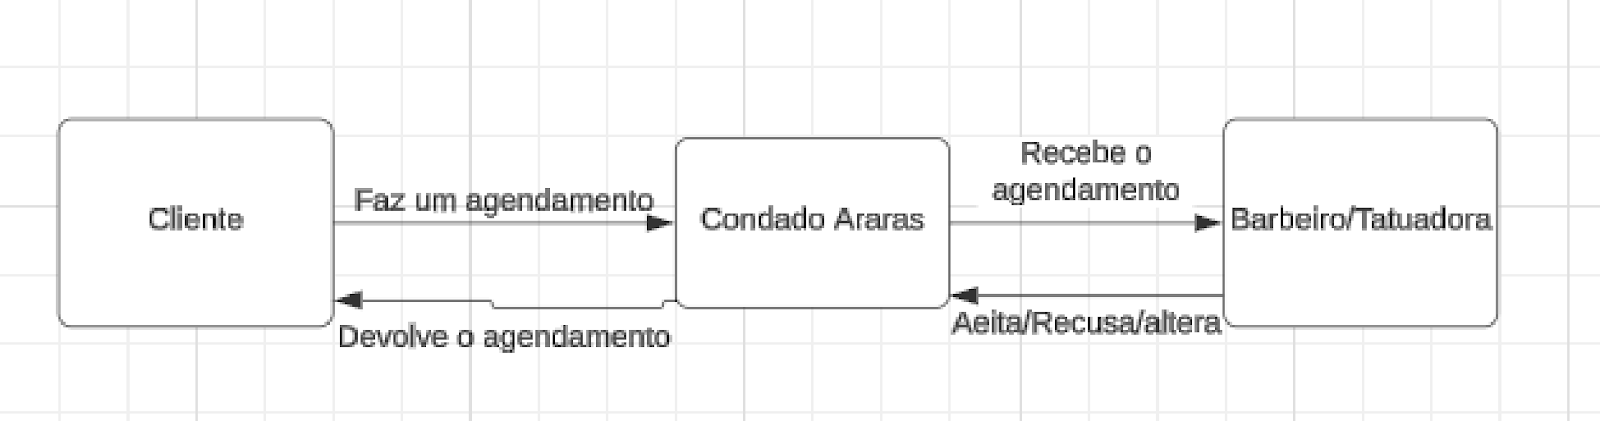 Cliente
Faz um agendamento
Devolve o agendamento
Condado Araras
Recebe o
agendamento
Aeita/Recusa/altera
Barbeiro/Tatuadora